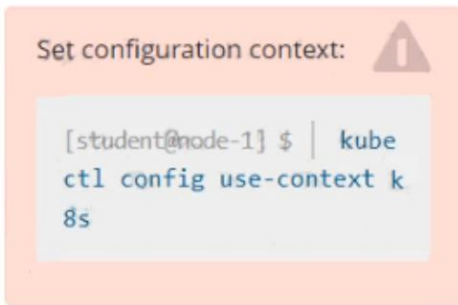 Set configuration context:
[student@node-1] $ | kube
ctl config use-context k
8s